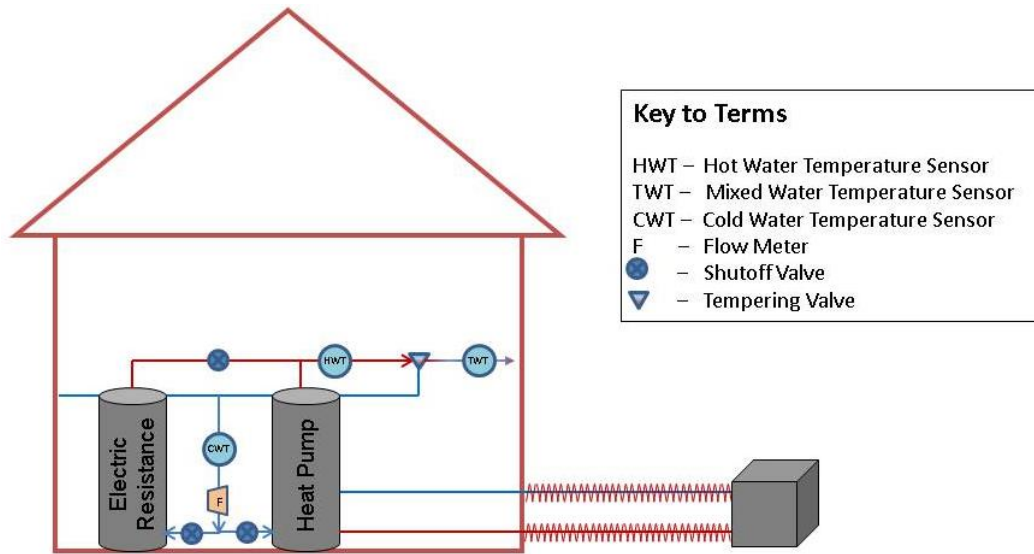 Key to Terms
HWT – Hot Water Temperature Sensor
TWT – Mixed Water Temperature Sensor
CWT – Cold Water Temperature Sensor
F – Flow Meter
– Shutoff Valve
– Tempering Valve
HWT
TWT
CWT
F
Electric
Resistance
Heat Pump